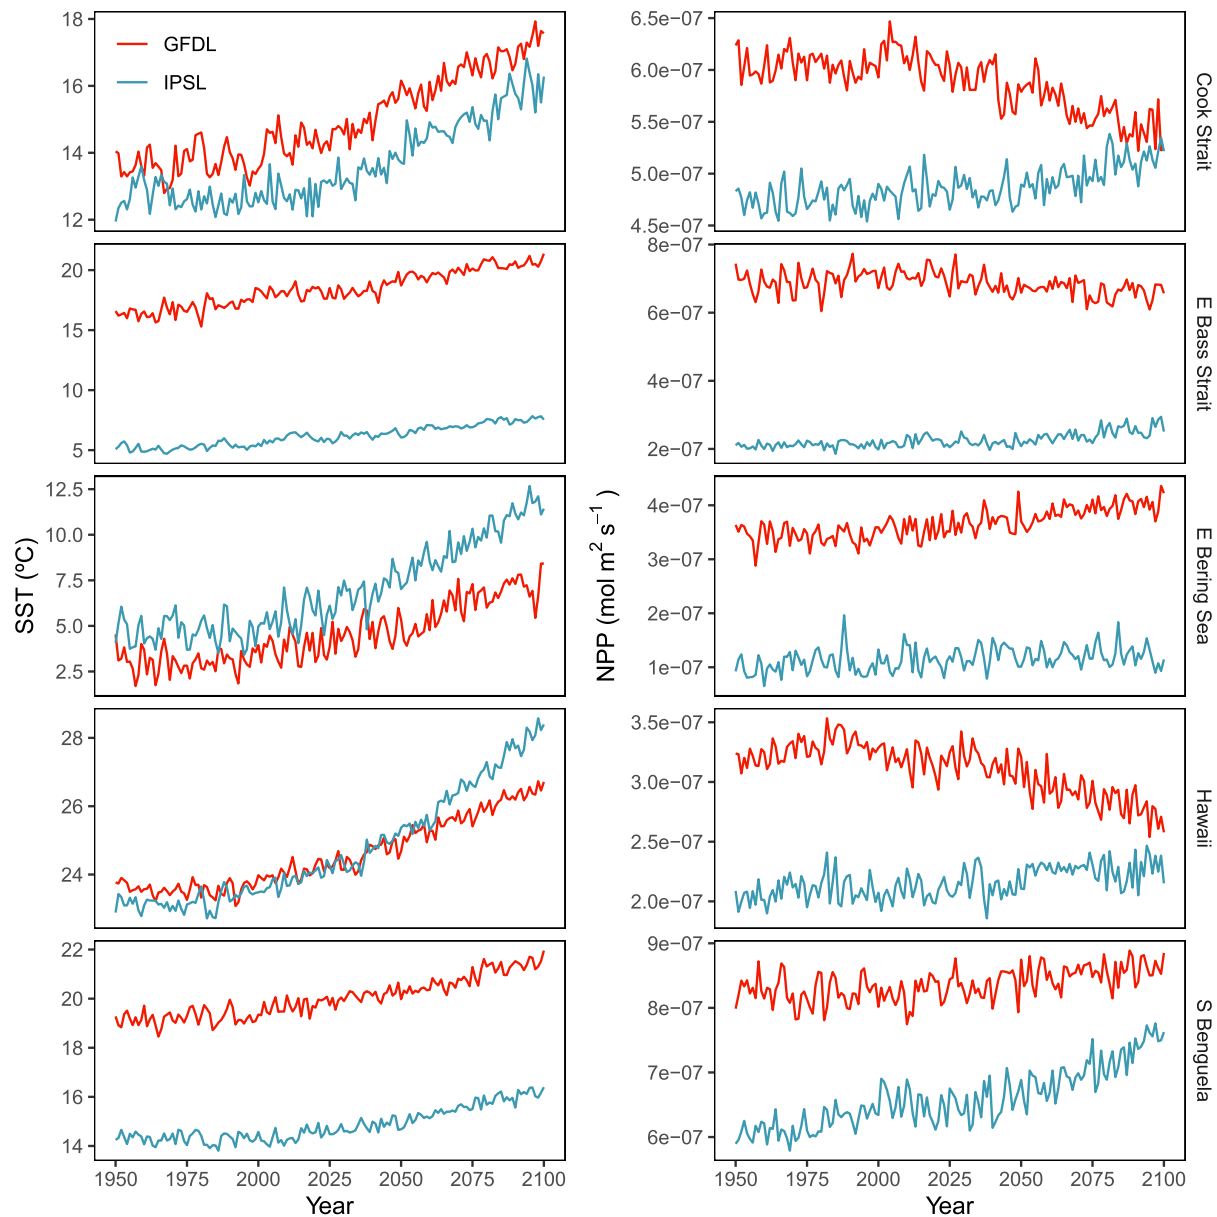 GFDL
IPSL
18
16
14
12
6.5e−07
6.0e−07
5.5e−07
5.0e−07
4.5e−07
Cook Strait
20
15
10
5
8e−07
6e−07
4e−07
2e−07
E Bass Strait
12.5
10.0
7.5
5.0
2.5
4e−07
3e−07
2e−07
1e−07
E Bering Sea
SST (ºC)
NPP (mol m² s⁻¹ )
28
26
24
3.5e−07
3.0e−07
2.5e−07
2.0e−07
Hawaii
22
20
18
16
14
9e−07
8e−07
7e−07
6e−07
S Benguela
1950 1975 2000 2025 2050 2075 2100
1950 1975 2000 2025 2050 2075 2100
Year
Year